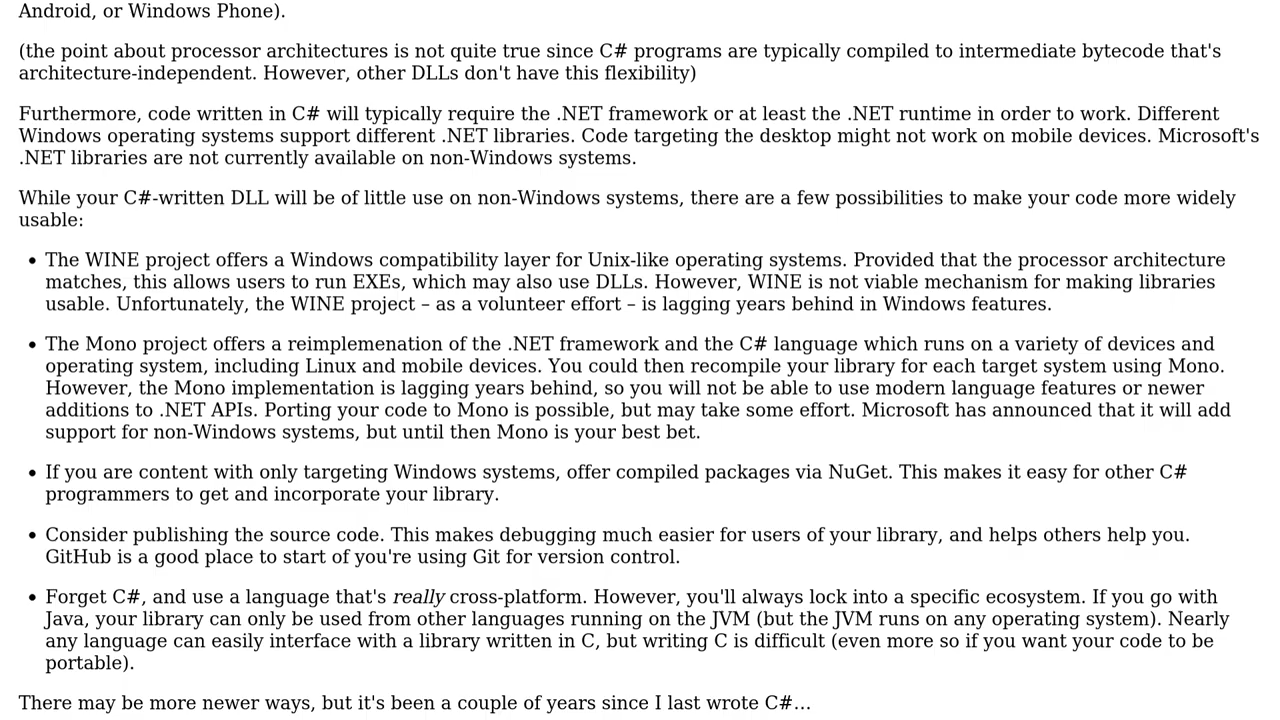 Android, or Windows Phone).
(the point about processor architectures is not quite true since C# programs are typically compiled to intermediate bytecode that's
architecture-independent. However, other DLLs don't have this flexibility)
Furthermore, code written in C# will typically require the .NET framework or at least the .NET runtime in order to work. Different
Windows operating systems support different .NET libraries. Code targeting the desktop might not work on mobile devices. Microsoft's
.NET libraries are not currently available on non-Windows systems.
While your C#-written DLL will be of little use on non-Windows systems, there are a few possibilities to make your code more widely
usable:
• The WINE project offers a Windows compatibility layer for Unix-like operating systems. Provided that the processor architecture
matches, this allows users to run EXEs, which may also use DLLs. However, WINE is not viable mechanism for making libraries
usable. Unfortunately, the WINE project – as a volunteer effort – is lagging years behind in Windows features.
• The Mono project offers a reimplemenation of the .NET framework and the C# language which runs on a variety of devices and
operating system, including Linux and mobile devices. You could then recompile your library for each target system using Mono.
However, the Mono implementation is lagging years behind, so you will not be able to use modern language features or newer
additions to .NET APIs. Porting your code to Mono is possible, but may take some effort. Microsoft has announced that it will add
support for non-Windows systems, but until then Mono is your best bet.
• If you are content with only targeting Windows systems, offer compiled packages via NuGet. This makes it easy for other C#
programmers to get and incorporate your library.
• Consider publishing the source code. This makes debugging much easier for users of your library, and helps others help you.
GitHub is a good place to start of you're using Git for version control.
• Forget C#, and use a language that's really cross-platform. However, you'll always lock into a specific ecosystem. If you go with
Java, your library can only be used from other languages running on the JVM (but the JVM runs on any operating system). Nearly
any language can easily interface with a library written in C, but writing C is difficult (even more so if you want your code to be
portable).
There may be more newer ways, but it's been a couple of years since I last wrote C#…